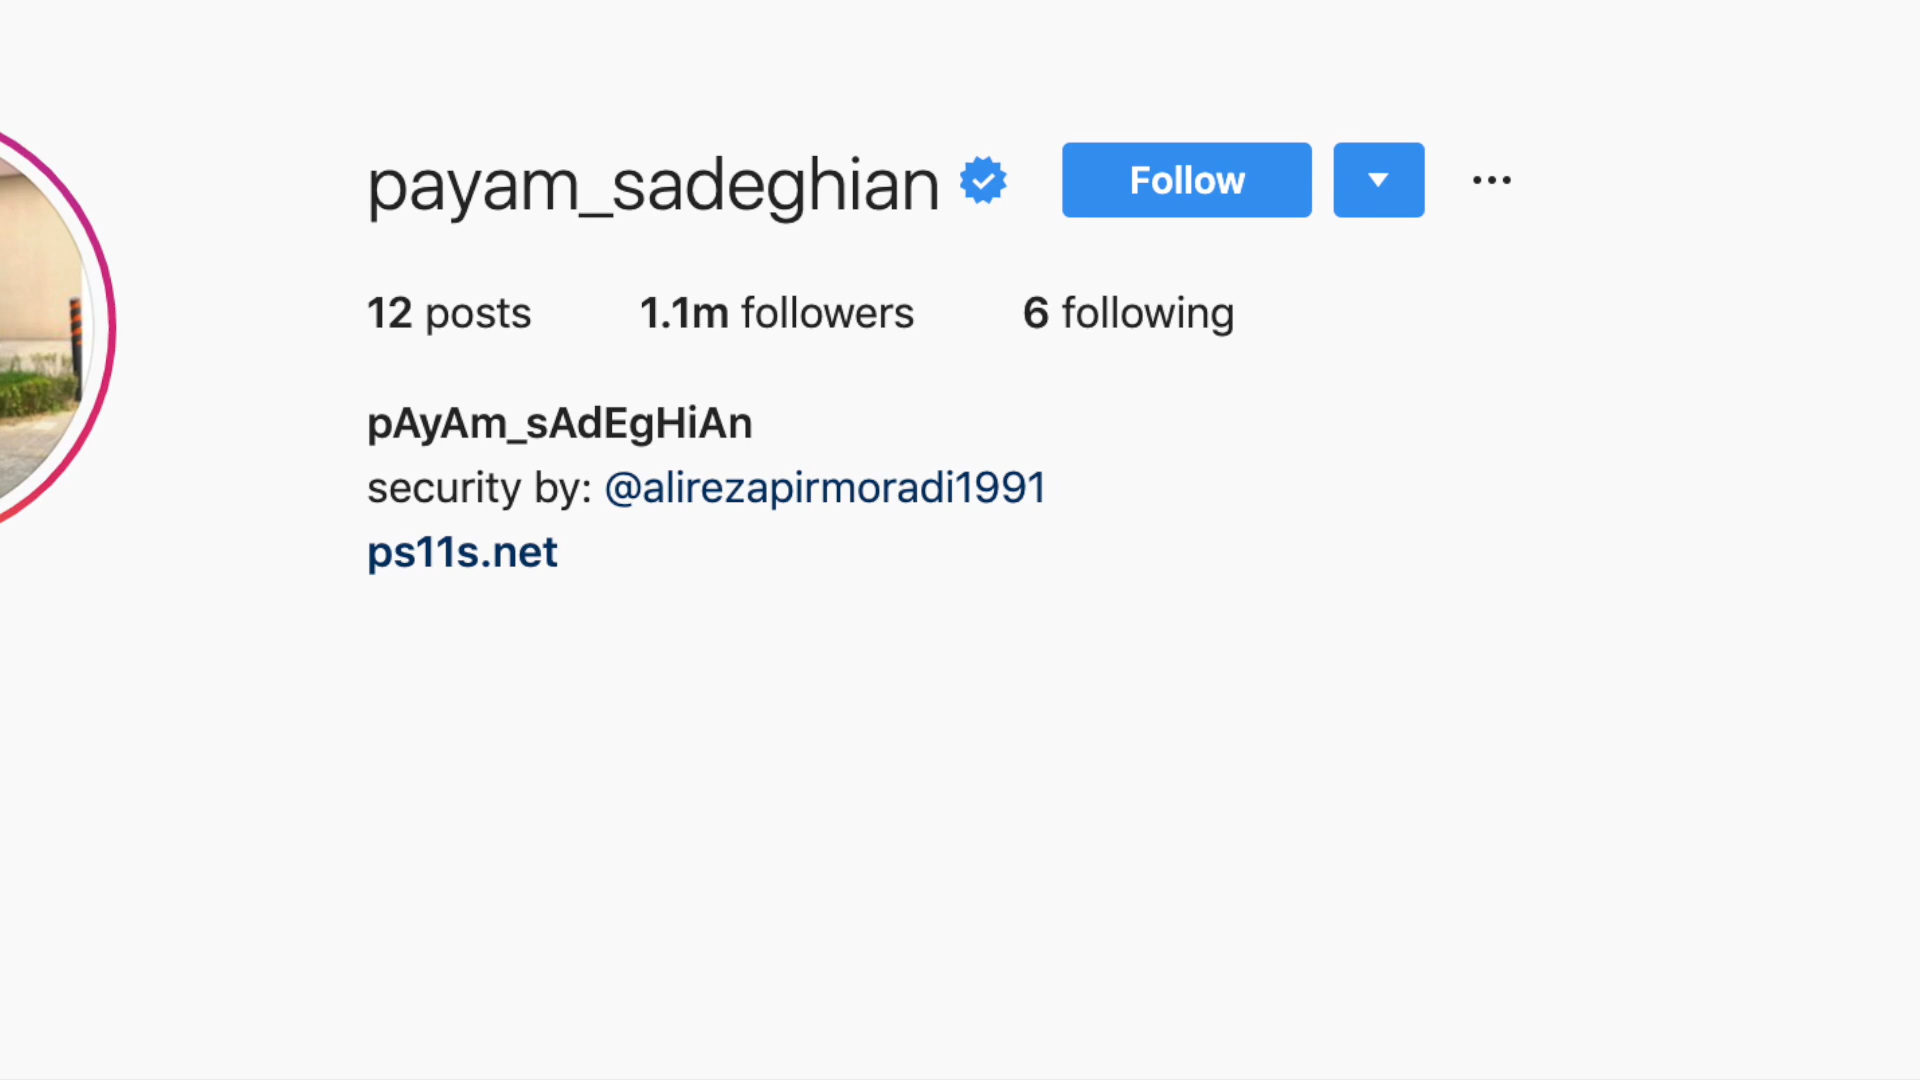 payam_sadeghian Follow
12 posts 1.1m followers 6 following
pAyAm_sAdEgHiAn
security by: @alirezapirmoradi1991
ps11s.net